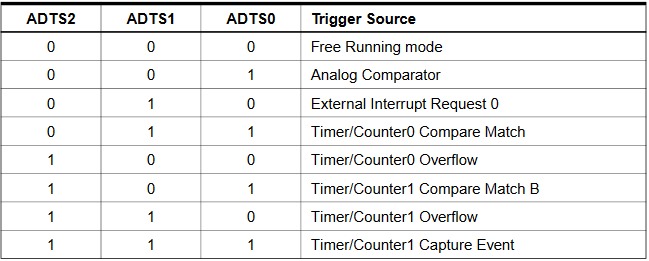 ADTS2 ADTS1 ADTS0 Trigger Source
0 0 0 Free Running mode
0 0 1 Analog Comparator
0 1 0 External Interrupt Request 0
0 1 1 Timer/Counter0 Compare Match
1 0 0 Timer/Counter0 Overflow
1 0 1 Timer/Counter1 Compare Match B
1 1 0 Timer/Counter1 Overflow
1 1 1 Timer/Counter1 Capture Event